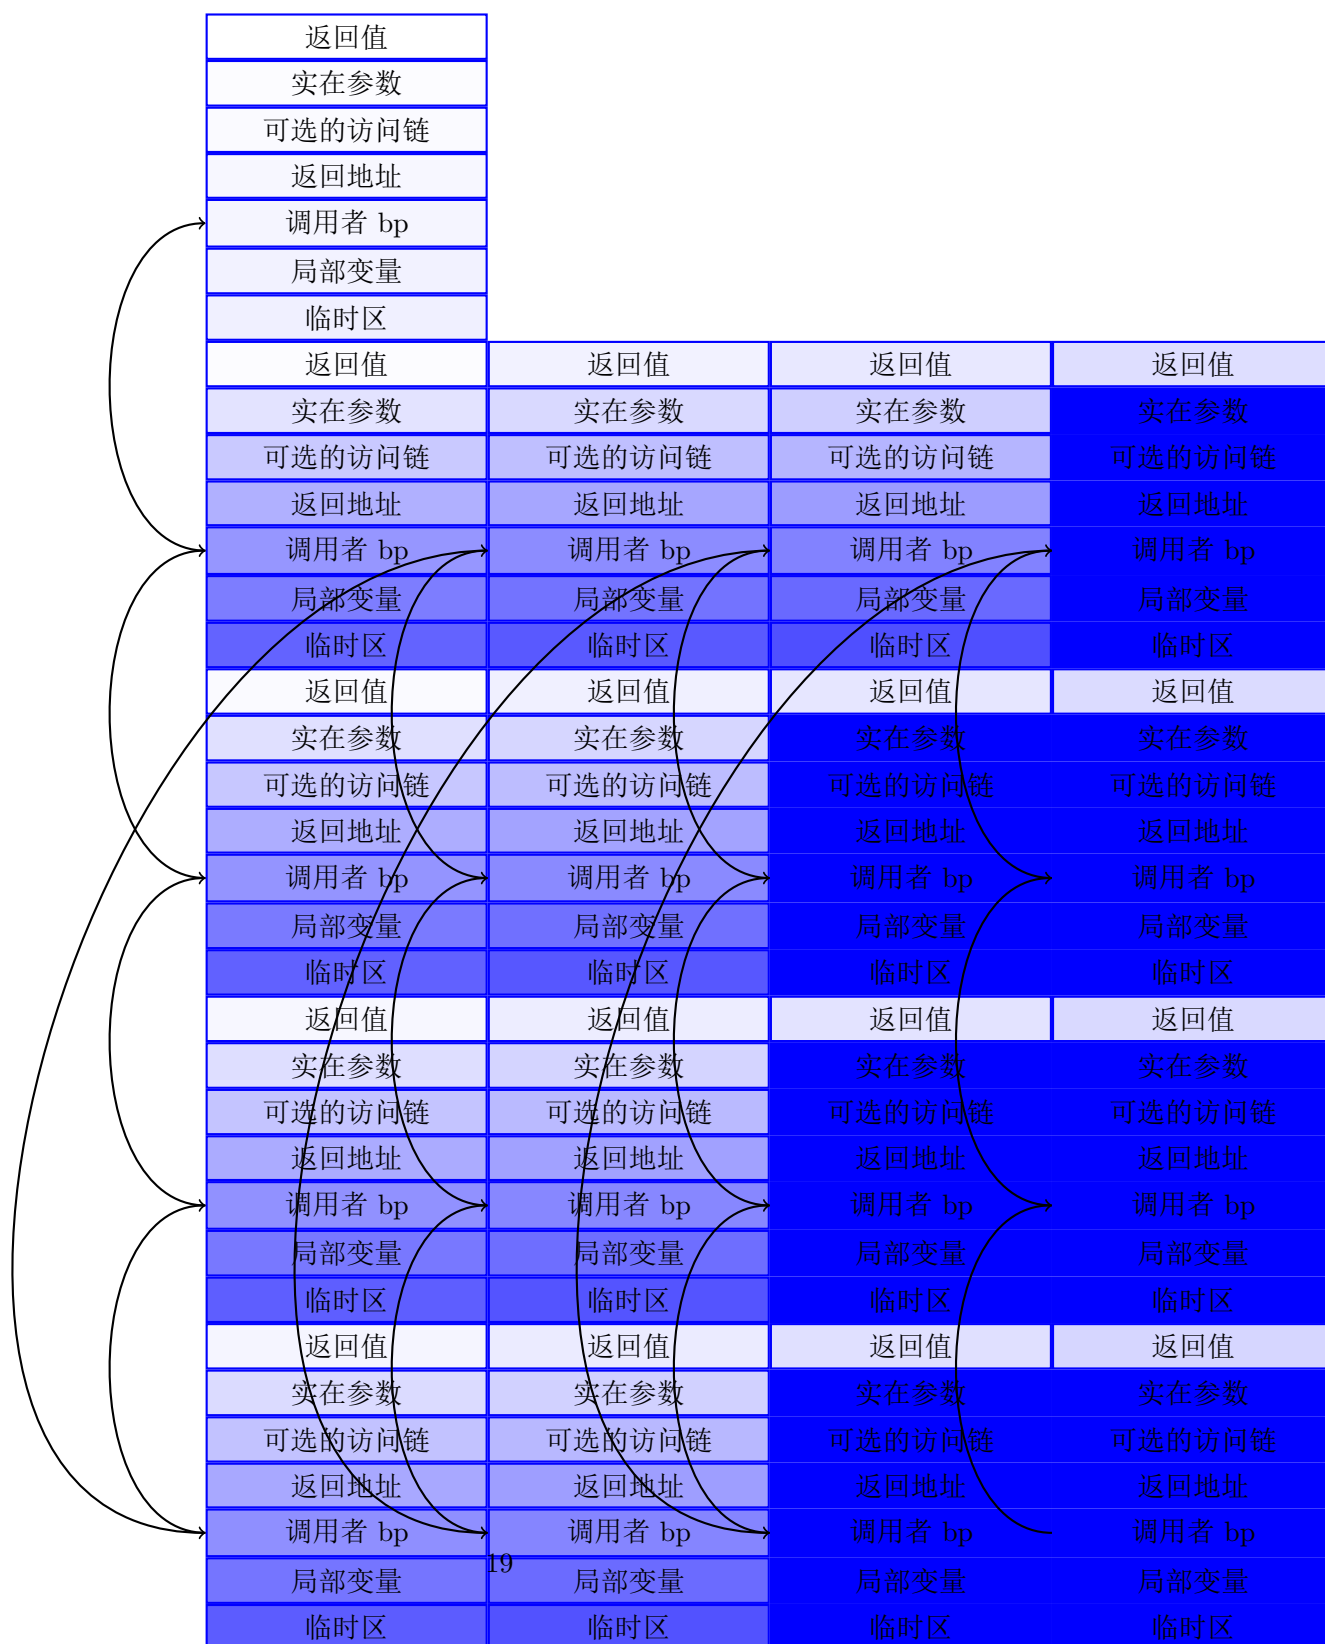 返回值
实在参数
可选的访问链
返回地址
调用者 bp
局部变量
临时区
返回值 返回值 返回值 返回值
实在参数 实在参数 实在参数 实在参数
可选的访问链 可选的访问链 可选的访问链 可选的访问链
返回地址 返回地址 返回地址 返回地址
调用者 bp 调用者 bp 调用者 bp 调用者 bp
局部变量 局部变量 局部变量 局部变量
临时区 临时区 临时区 临时区
返回值 返回值 返回值 返回值
实在参数 实在参数 实在参数 实在参数
可选的访问链 可选的访问链 可选的访问链 可选的访问链
返回地址 返回地址 返回地址 返回地址
调用者 bp 调用者 bp 调用者 bp 调用者 bp
局部变量 局部变量 局部变量 局部变量
临时区 临时区 临时区 临时区
返回值 返回值 返回值 返回值
实在参数 实在参数 实在参数 实在参数
可选的访问链 可选的访问链 可选的访问链 可选的访问链
返回地址 返回地址 返回地址 返回地址
调用者 bp 调用者 bp 调用者 bp 调用者 bp
局部变量 局部变量 局部变量 局部变量
临时区 临时区 临时区 临时区
返回值 返回值 返回值 返回值
实在参数 实在参数 实在参数 实在参数
可选的访问链 可选的访问链 可选的访问链 可选的访问链
返回地址 返回地址 返回地址 返回地址
调用者 bp 调用者 bp 调用者 bp 调用者 bp
19
局部变量 局部变量 局部变量 局部变量
临时区 临时区 临时区 临时区